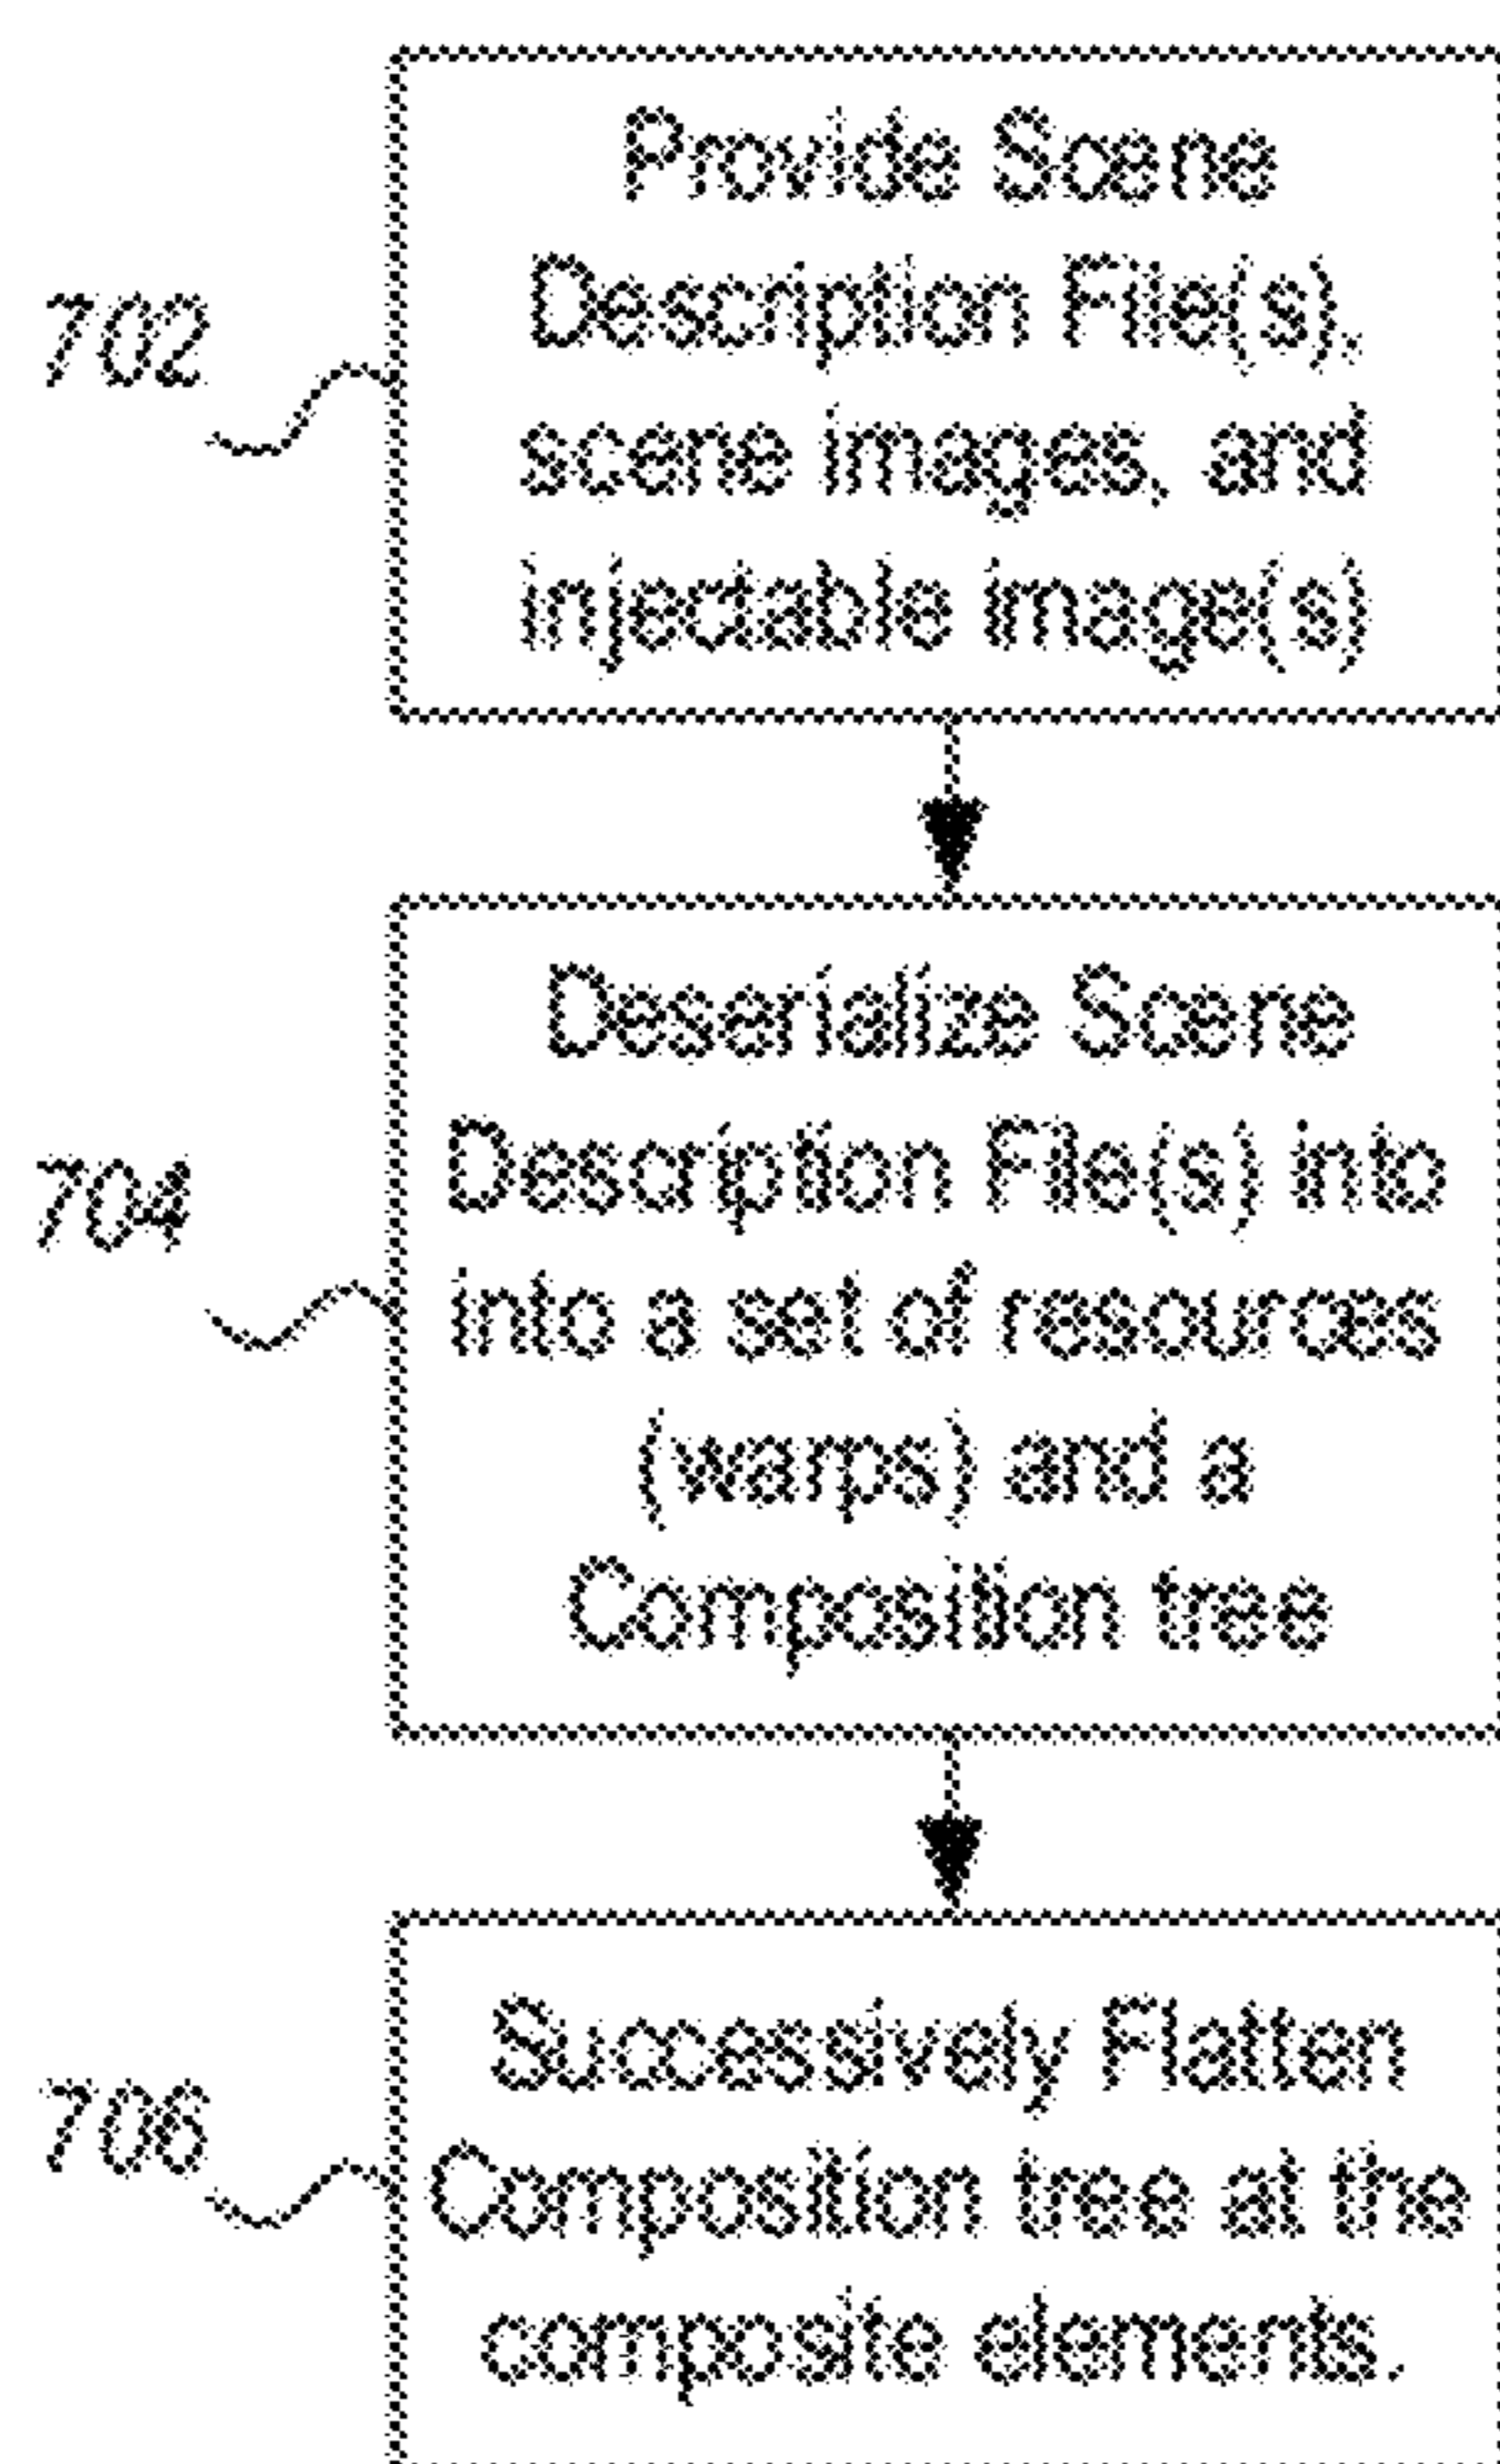 702
Provide Scene
Description File(s),
scene images, and
injectable image(s)
704
Deserialize Scene
Description File(s) into
into a set of resources
(warps) and a
Composition tree
706
Successively Flatten
Composition tree at the
composite elements.